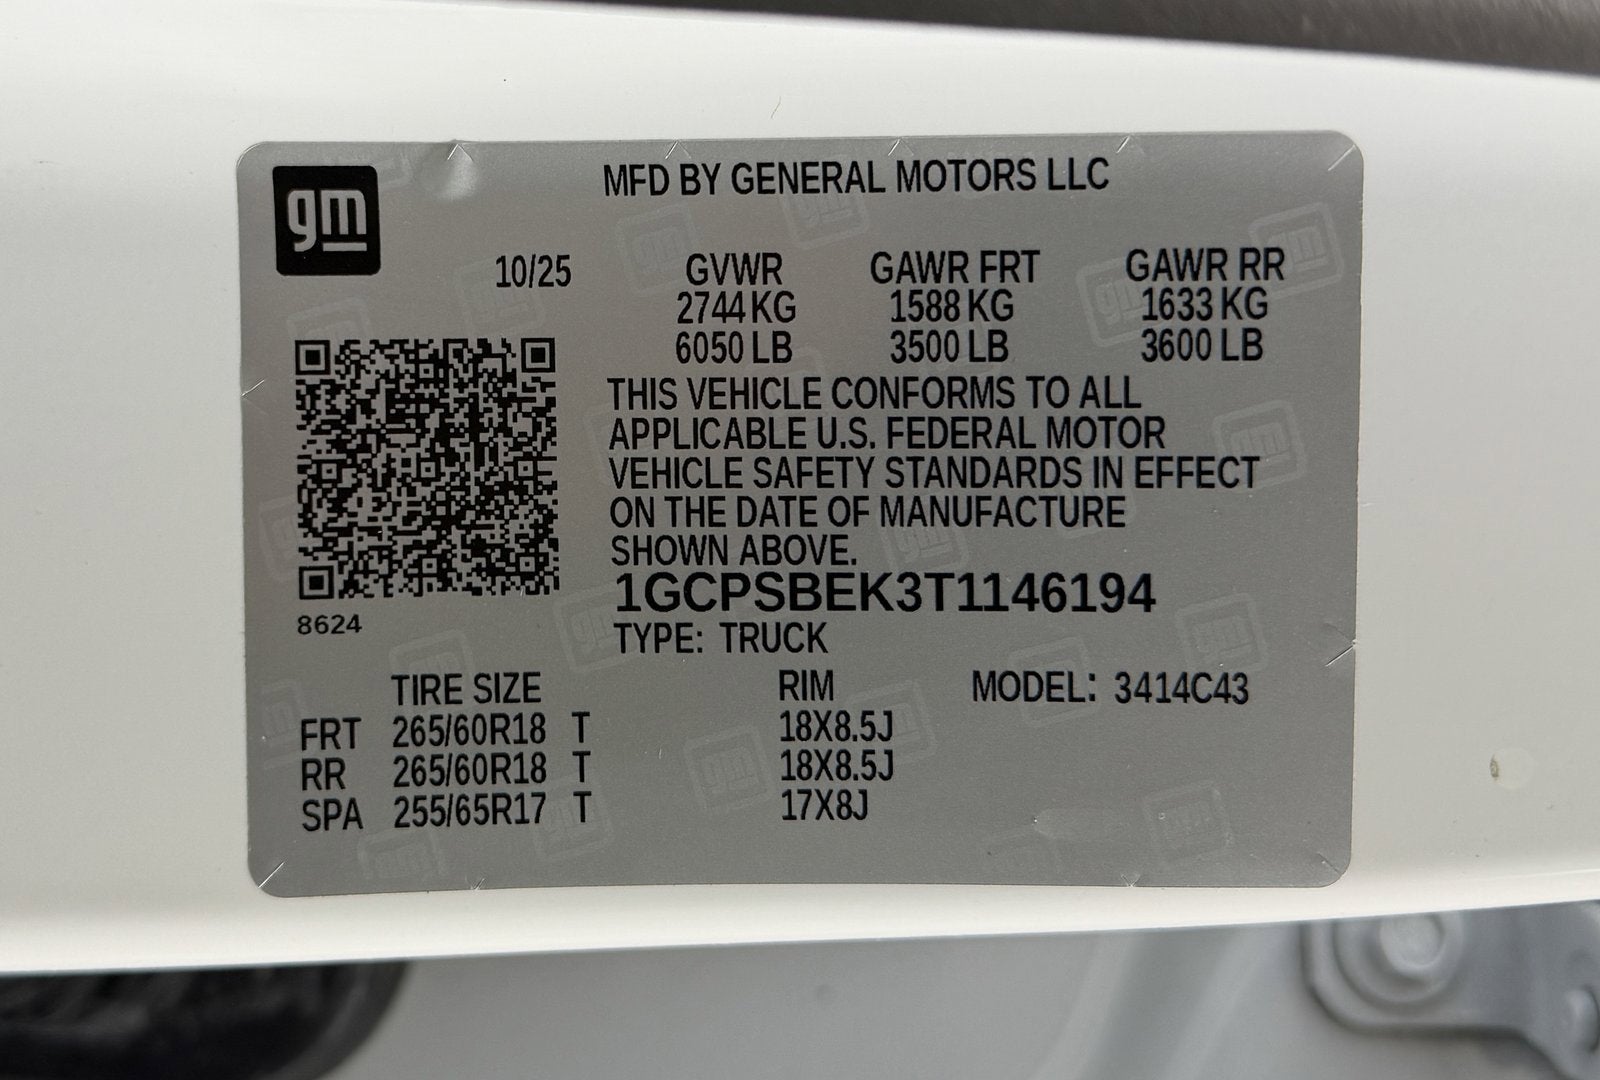 gm
MFD BY GENERAL MOTORS LLC
10/25 GVWR GAWR FRT GAWR RR
2744 KG 1588 KG 1633 KG
6050 LB 3500 LB 3600 LB
THIS VEHICLE CONFORMS TO ALL
APPLICABLE U.S. FEDERAL MOTOR
VEHICLE SAFETY STANDARDS IN EFFECT
ON THE DATE OF MANUFACTURE
SHOWN ABOVE.
1GCPSBEK3T1146194
8624
TYPE: TRUCK
TIRE SIZE RIM MODEL: 3414C43
FRT 265/60R18 T 18X8.5J
RR 265/60R18 T 18X8.5J
SPA 255/65R17 T 17X8J